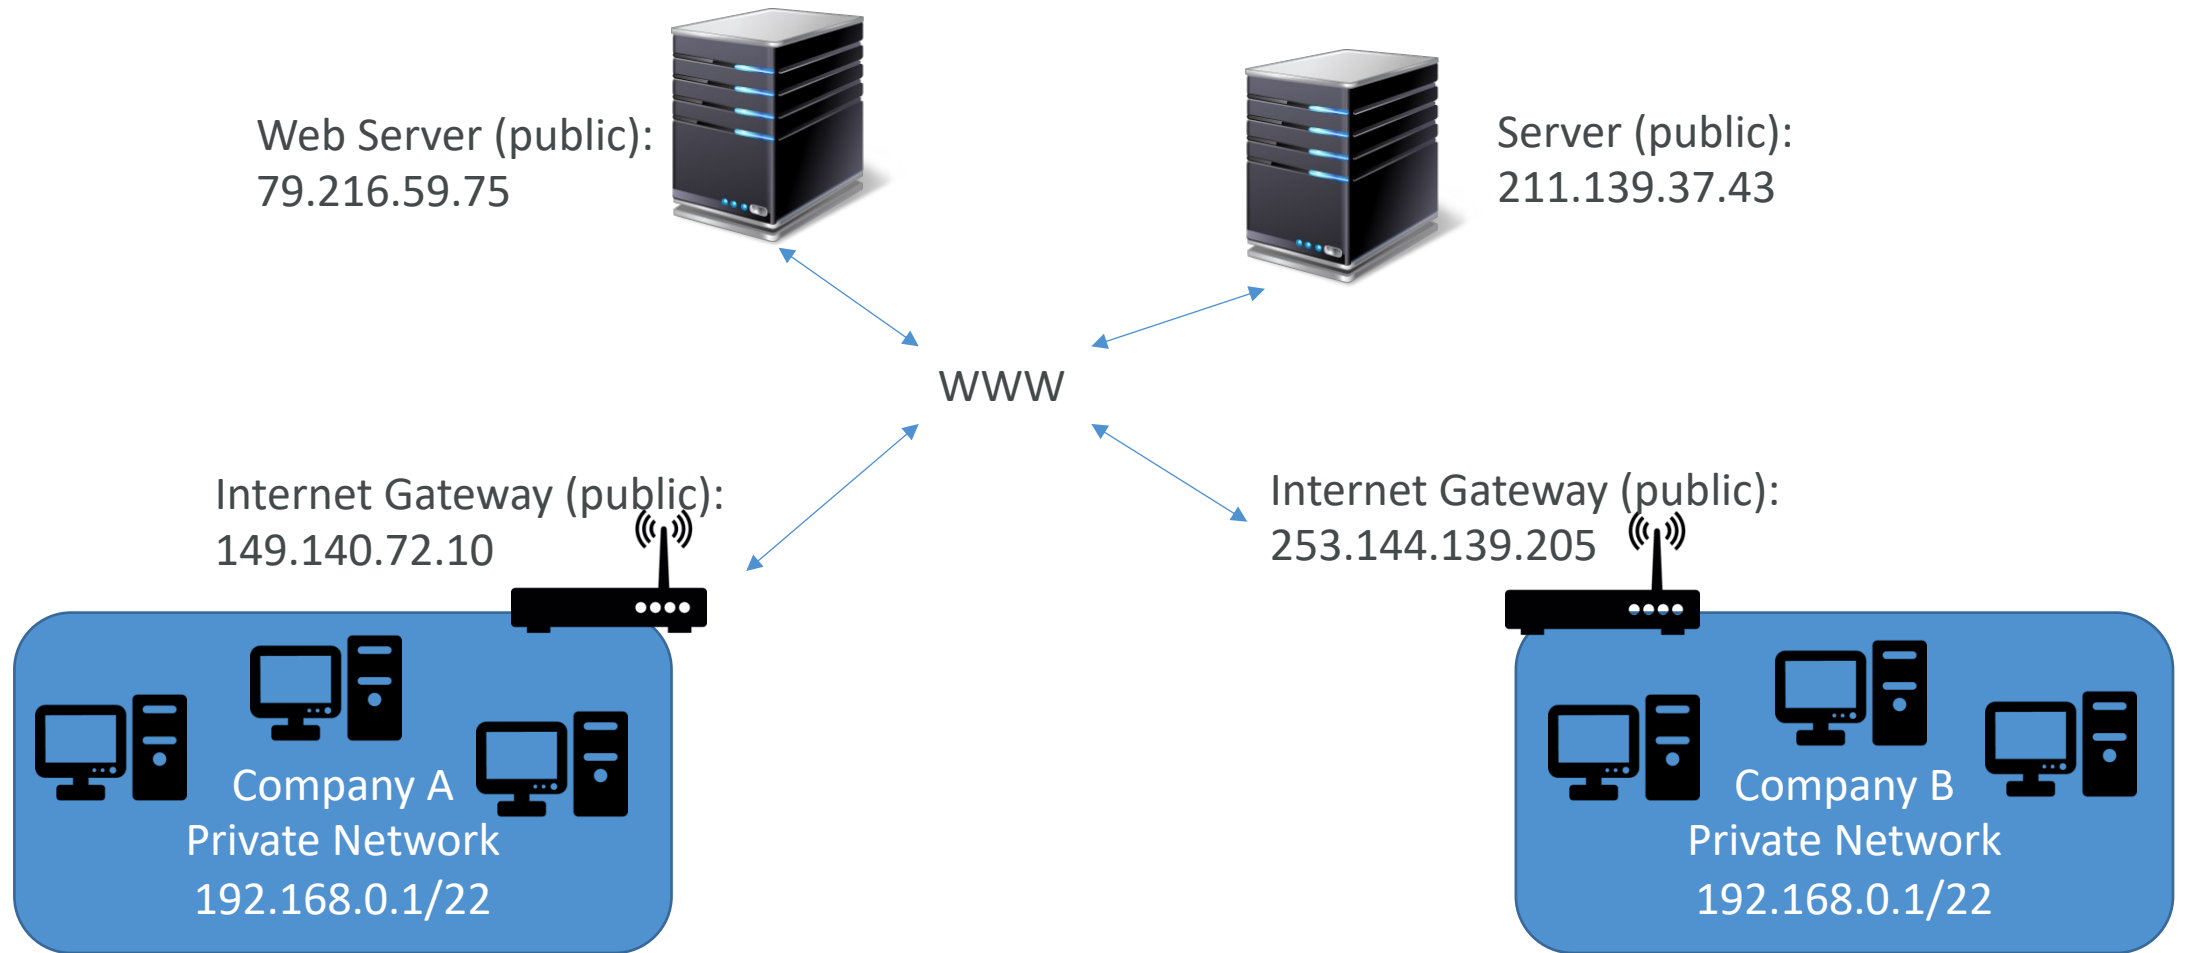 Web Server (public):
79.216.59.75
Server (public):
211.139.37.43
WWW
Internet Gateway (public):
149.140.72.10
Internet Gateway (public):
253.144.139.205
Company A
Private Network
192.168.0.1/22
Company B
Private Network
192.168.0.1/22